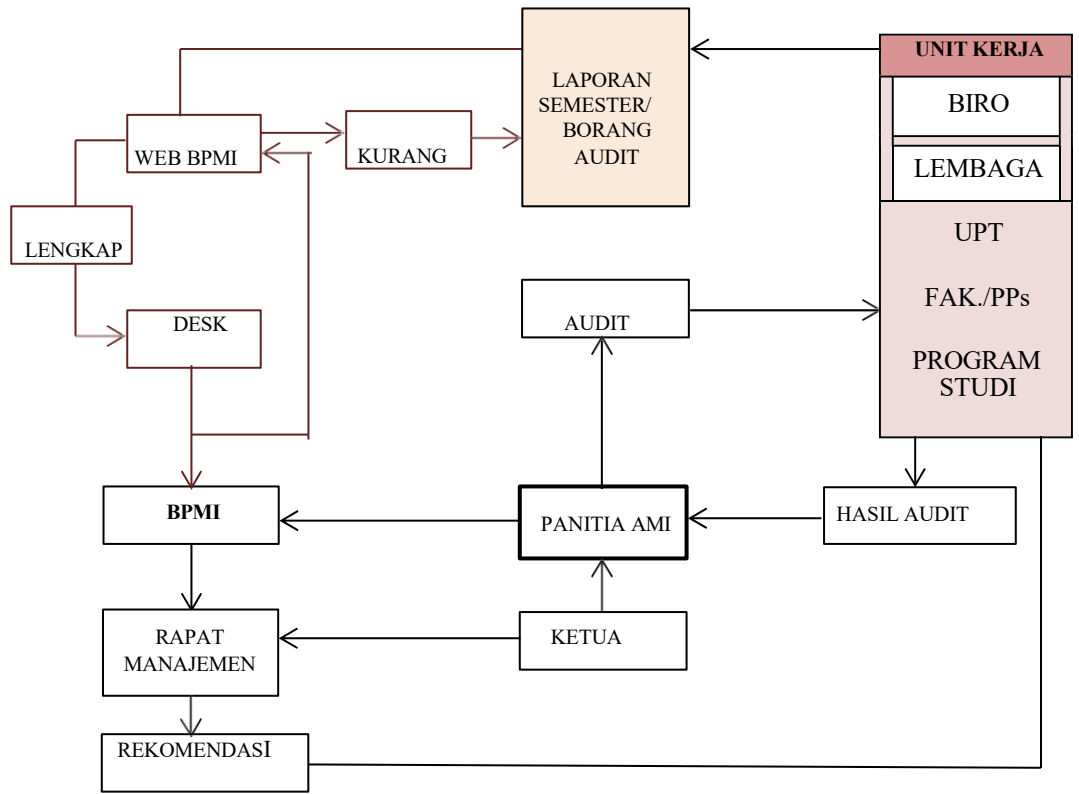 UNIT KERJA
LAPORAN
SEMESTER/
BORANG
AUDIT
BIRO
WEB BPMI
KURANG
LEMBAGA
LENGKAP
UPT
FAK./PPs
DESK
AUDIT
PROGRAM
STUDI
BPMI
PANITIA AMI
HASIL AUDIT
RAPAT
MANAJEMEN
KETUA
REKOMENDASI